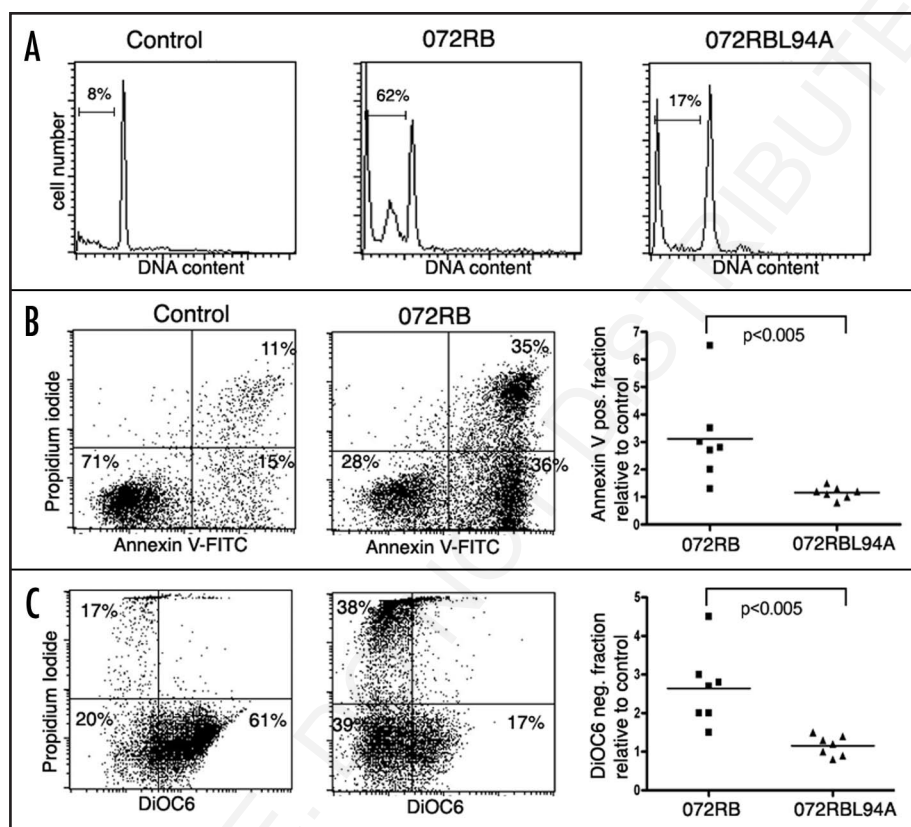 A
Control
072RB
072RBL94A
cell number
8%
62%
17%
DNA content
DNA content
DNA content
B
Control
072RB
Propidium iodide
11%
71%
15%
Annexin V-FITC
35%
28%
36%
Annexin V-FITC
Annexin V pos. fraction
relative to control
7
6
5
4
3
2
1
0
p<0.005
072RB
072RBL94A
C
Propidium Iodide
17%
20%
61%
DiOC6
38%
39%
17%
DiOC6
DiOC6 neg. fraction
relative to control
5
4
3
2
1
0
p<0.005
072RB
072RBL94A
DO NOT DISTRIBUTE